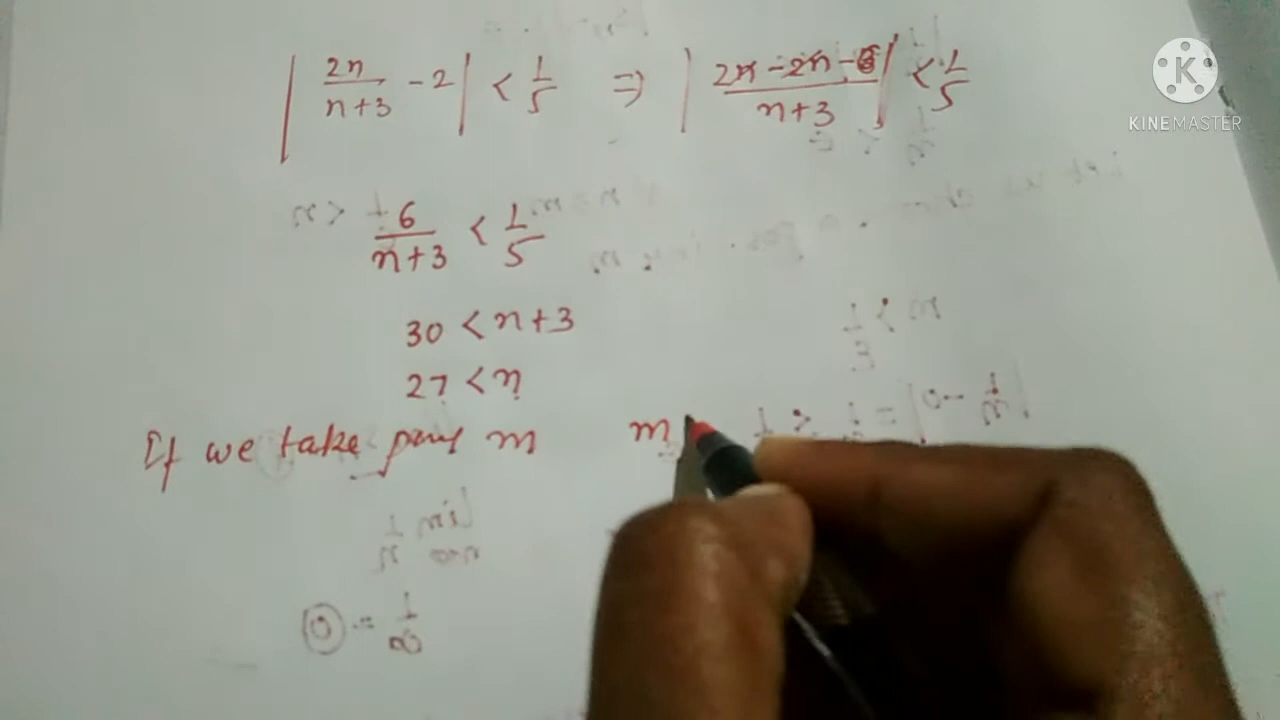 | 2n / n+3 - 2 | < 1/5 ⇒ | 2n - 2n - 6 / n+3 | < 1/5
KINEMASTER
6 / n+3 < 1/5
30 < n+3
27 < n
If we take m m